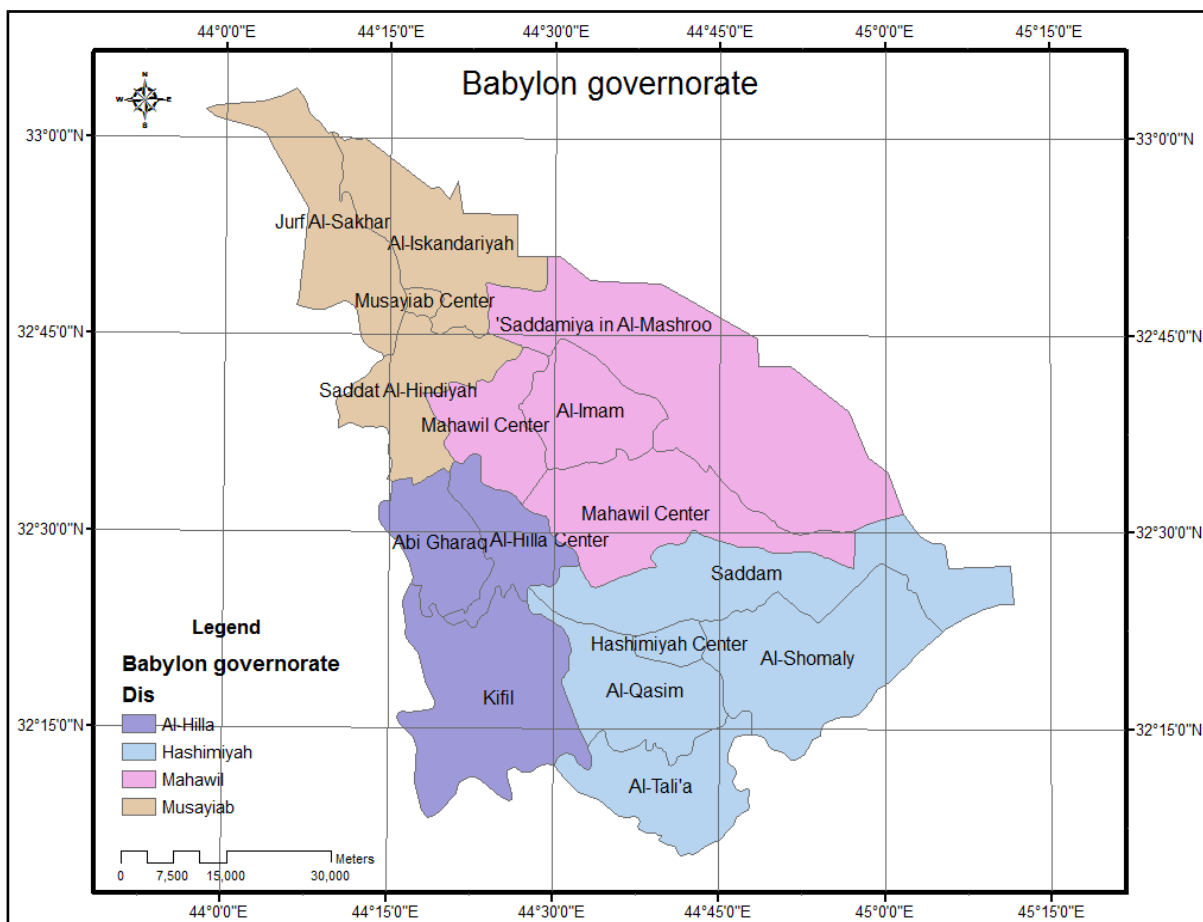 44°0'0"E 44°15'0"E 44°30'0"E 44°45'0"E 45°0'0"E 45°15'0"E
Babylon governorate
N
W E
S
33°0'0"N 33°0'0"N
Jurf Al-Sakhar
Al-Iskandariyah
Musayiab Center
'Saddamiya in Al-Mashroo
32°45'0"N 32°45'0"N
Saddat Al-Hindiyah
Al-Imam
Mahawil Center
Mahawil Center
32°30'0"N 32°30'0"N
Abi Gharaq Al-Hilla Center
Saddam
Hashimiyah Center
Al-Shomaly
Al-Qasim
Kifil
32°15'0"N 32°15'0"N
Al-Tali'a
Legend
Babylon governorate
Dis
Al-Hilla
Hashimiyah
Mahawil
Musayiab
Meters
0 7,500 15,000 30,000
44°0'0"E 44°15'0"E 44°30'0"E 44°45'0"E 45°0'0"E 45°15'0"E